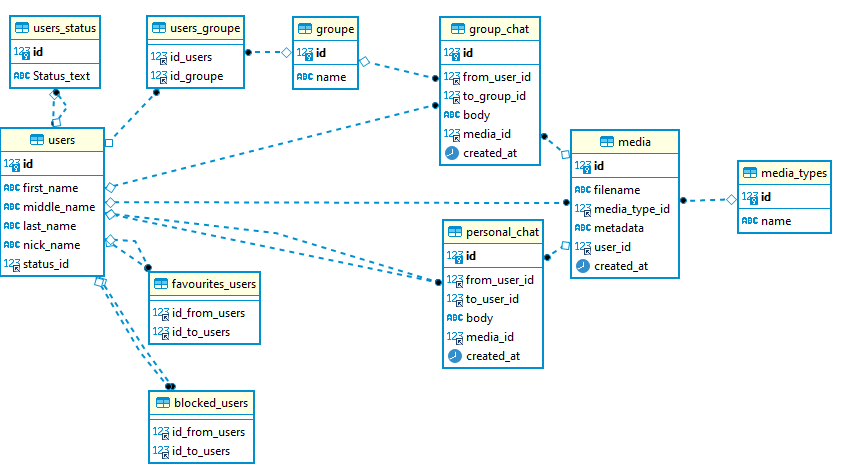 users_status
123 id
ABC Status_text
users_groupe
123 id_users
123 id_groupe
groupe
123 id
ABC name
group_chat
123 id
123 from_user_id
123 to_group_id
ABC body
123 media_id
created_at
users
123 id
ABC first_name
ABC middle_name
ABC last_name
ABC nick_name
123 status_id
media
123 id
ABC filename
123 media_type_id
ABC metadata
123 user_id
created_at
media_types
123 id
ABC name
personal_chat
123 id
123 from_user_id
123 to_user_id
ABC body
123 media_id
created_at
favourites_users
123 id_from_users
123 id_to_users
blocked_users
123 id_from_users
123 id_to_users